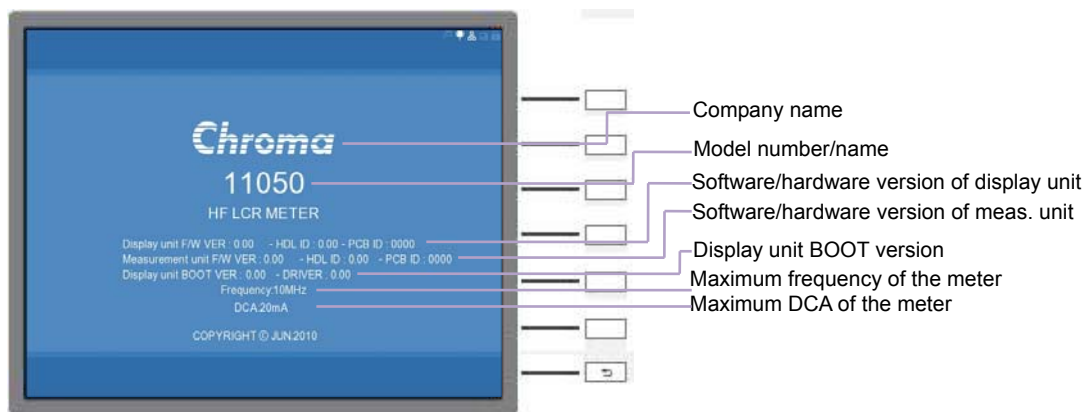 Chroma
11050
HF LCR METER
Display unit F/W VER : 0.00 - HDL ID : 0.00 - PCB ID : 0000
Measurement unit F/W VER : 0.00 - HDL ID : 0.00 - PCB ID : 0000
Display unit BOOT VER : 0.00 - DRIVER : 0.00
Frequency:10MHz
DCA:20mA
COPYRIGHT © JUN.2010
Company name
Model number/name
Software/hardware version of display unit
Software/hardware version of meas. unit
Display unit BOOT version
Maximum frequency of the meter
Maximum DCA of the meter